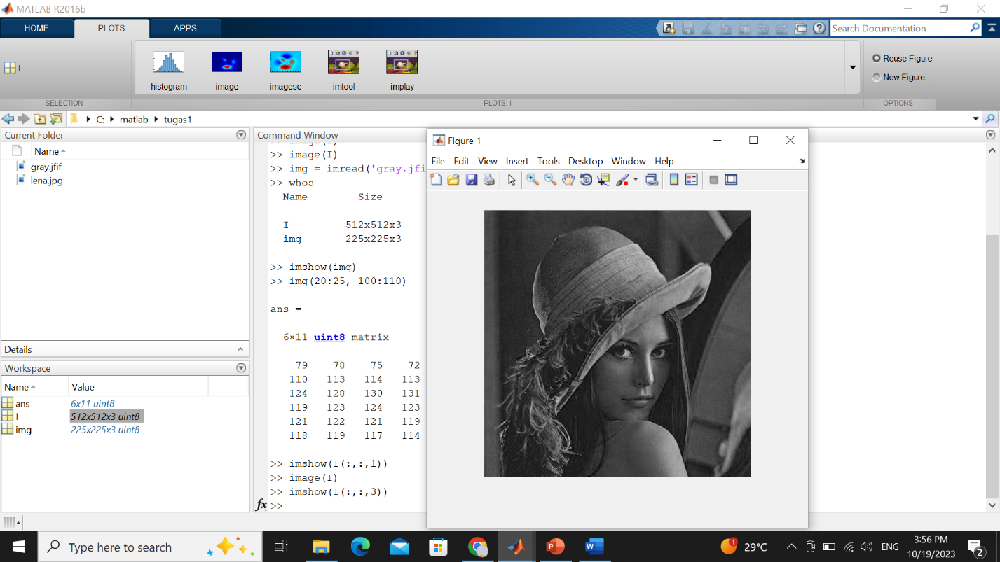 MATLAB R2016b
HOME PLOTS APPS
Search Documentation
I
histogram image imagesc imtool implay
Reuse Figure
New Figure
SELECTION PLOTS: I OPTIONS
C: matlab tugas1
Current Folder
Name
gray.jfif
lena.jpg
Details
Workspace
Name Value
ans 6x11 uint8
I 512x512x3 uint8
img 225x225x3 uint8
Command Window
>> image(I)
>> image(I)
>> img = imread('gray.jfi
>> whos
Name Size
I 512x512x3
img 225x225x3
>> imshow(img)
>> img(20:25, 100:110)
ans =
6×11 uint8 matrix
79 78 75 72
110 113 114 113
124 128 130 131
119 123 124 123
121 122 121 119
118 119 117 114
>> imshow(I(:,:,1))
>> image(I)
>> imshow(I(:,:,3))
fx >>
Figure 1
File Edit View Insert Tools Desktop Window Help
Type here to search
1 29°C ENG
3:56 PM
10/19/2023
2